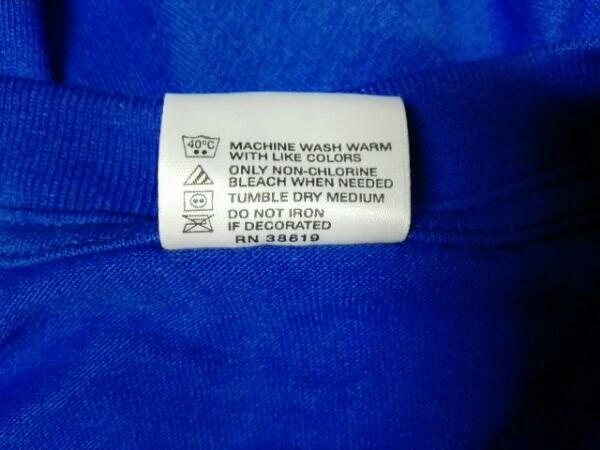 40°C
MACHINE WASH WARM
WITH LIKE COLORS
ONLY NON-CHLORINE
BLEACH WHEN NEEDED
TUMBLE DRY MEDIUM
DO NOT IRON
IF DECORATED
RN 38619